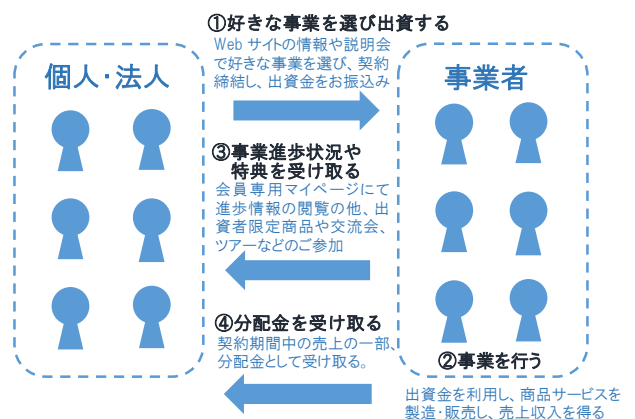 ①好きな事業を選び出資する
Web サイトの情報や説明会
で好きな事業を選び、契約
締結し、出資金をお振込み
個人・法人
事業者
③事業進歩状況や
特典を受け取る
会員専用マイページにて
進歩情報の閲覧の他、出
資者限定商品や交流会、
ツアーなどのご参加
④分配金を受け取る
契約期間中の売上の一部、
分配金として受け取る。
②事業を行う
出資金を利用し、商品サービスを
製造・販売し、売上収入を得る